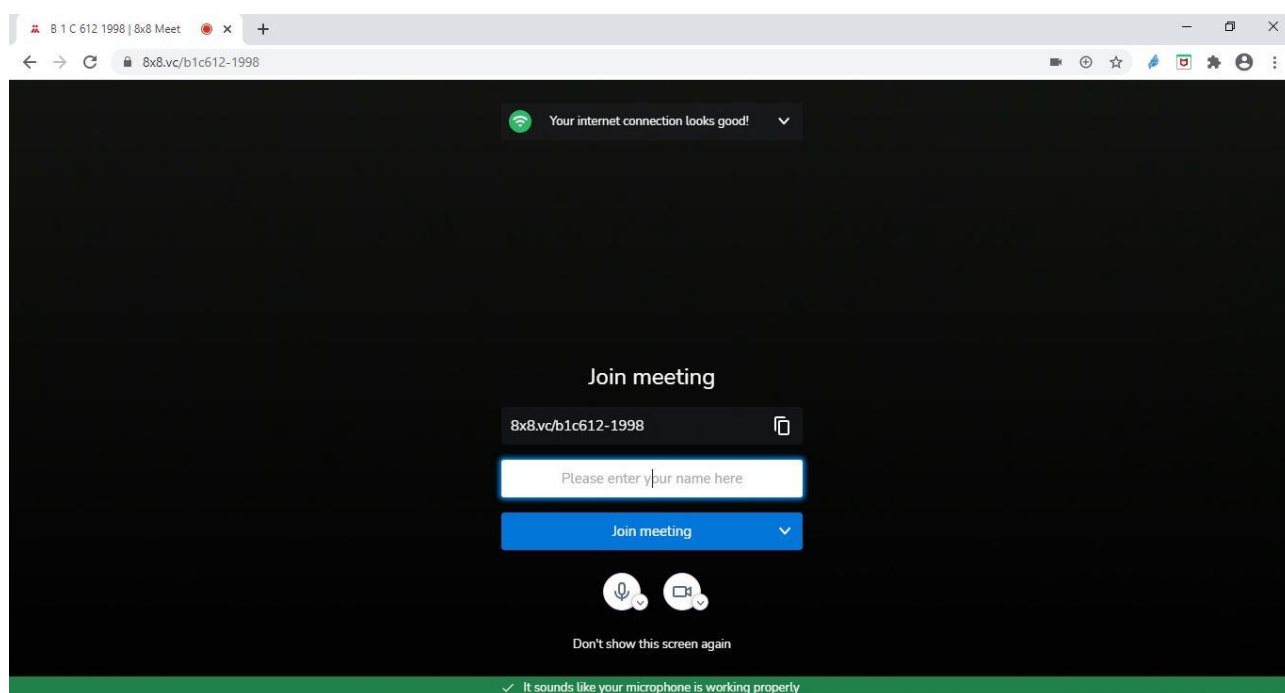 B 1 C 612 1998 | 8x8 Meet
8x8.vc/b1c612-1998
Your internet connection looks good!
Join meeting
8x8.vc/b1c612-1998
Please enter your name here
Join meeting
Don't show this screen again
It sounds like your microphone is working properly